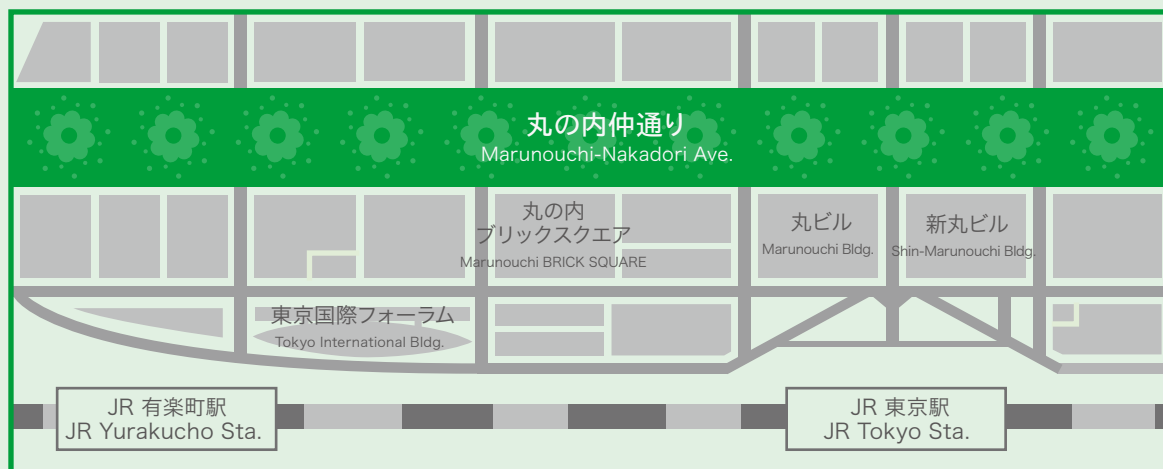 丸の内仲通り
Marunouchi-Nakadori Ave.
丸の内
ブリックスクエア
Marunouchi BRICK SQUARE
丸ビル
Marunouchi Bldg.
新丸ビル
Shin-Marunouchi Bldg.
東京国際フォーラム
Tokyo International Bldg.
JR 有楽町駅
JR Yurakucho Sta.
JR 東京駅
JR Tokyo Sta.